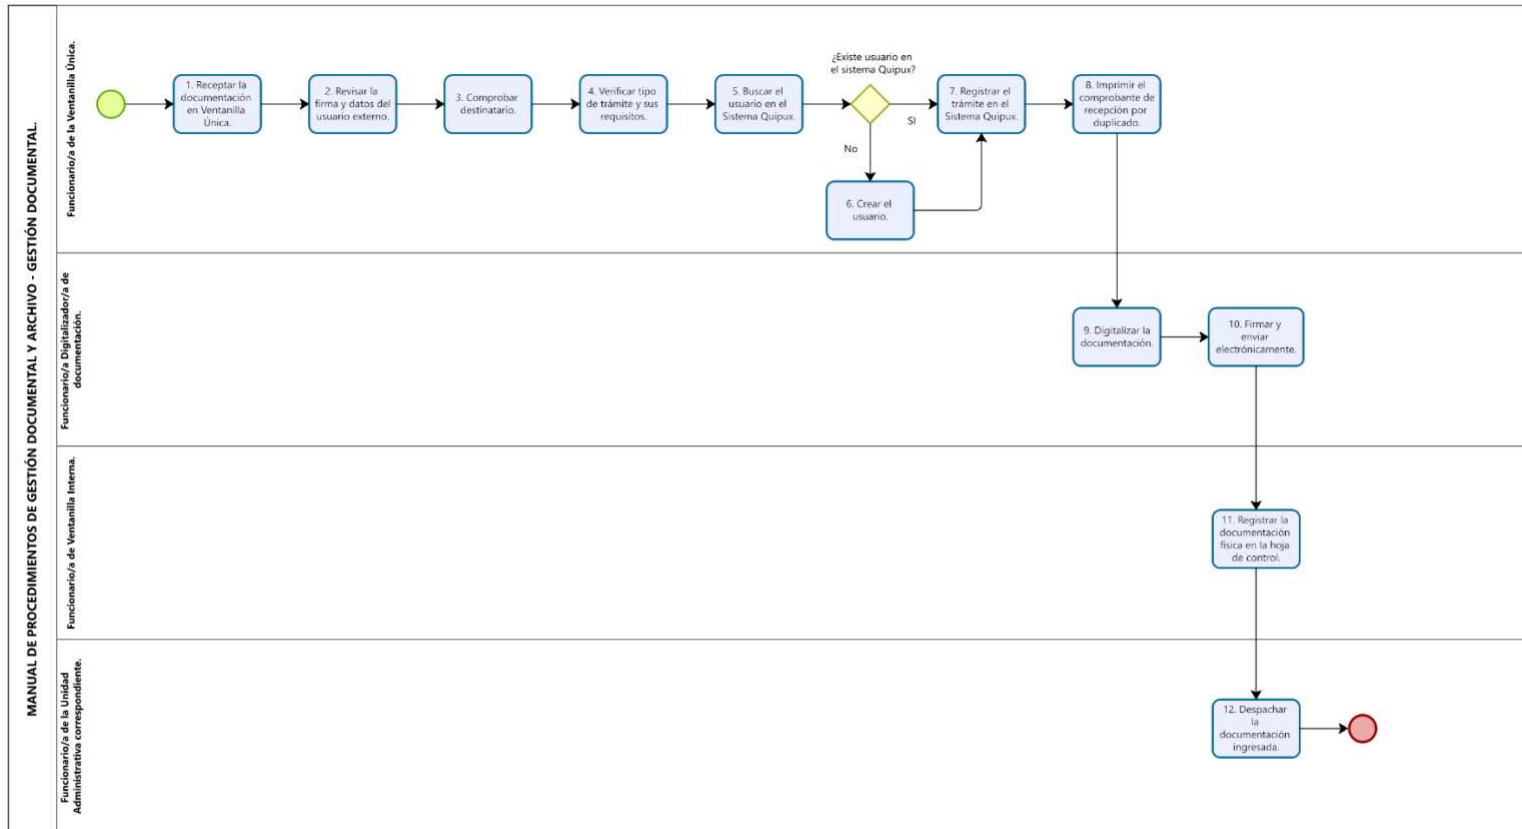 MANUAL DE PROCEDIMIENTOS DE GESTIÓN DOCUMENTAL Y ARCHIVO - GESTIÓN DOCUMENTAL.
Funcionario/a de la Ventanilla Única.
1. Receptar la
documentación
en Ventanilla
Única.
2. Revisar la
firma y datos del
usuario externo.
3. Comprobar
destinatario.
4. Verificar tipo
de trámite y sus
requisitos.
5. Buscar el
usuario en el
Sistema Quipux.
¿Existe usuario en
el sistema Quipux?
SI
No
6. Crear el
usuario.
7. Registrar el
trámite en el
Sistema Quipux.
8. Imprimir el
comprobante de
recepción por
duplicado.
Funcionario/a Digitalizador/a de
documentación.
9. Digitalizar la
documentación.
10. Firmar y
enviar
electrónicamente.
Funcionario/a de Ventanilla Interna.
11. Registrar la
documentación
física en la hoja
de control.
Funcionario/a de la Unidad
Administrativa correspondiente.
12. Despachar
la
documentación
ingresada.